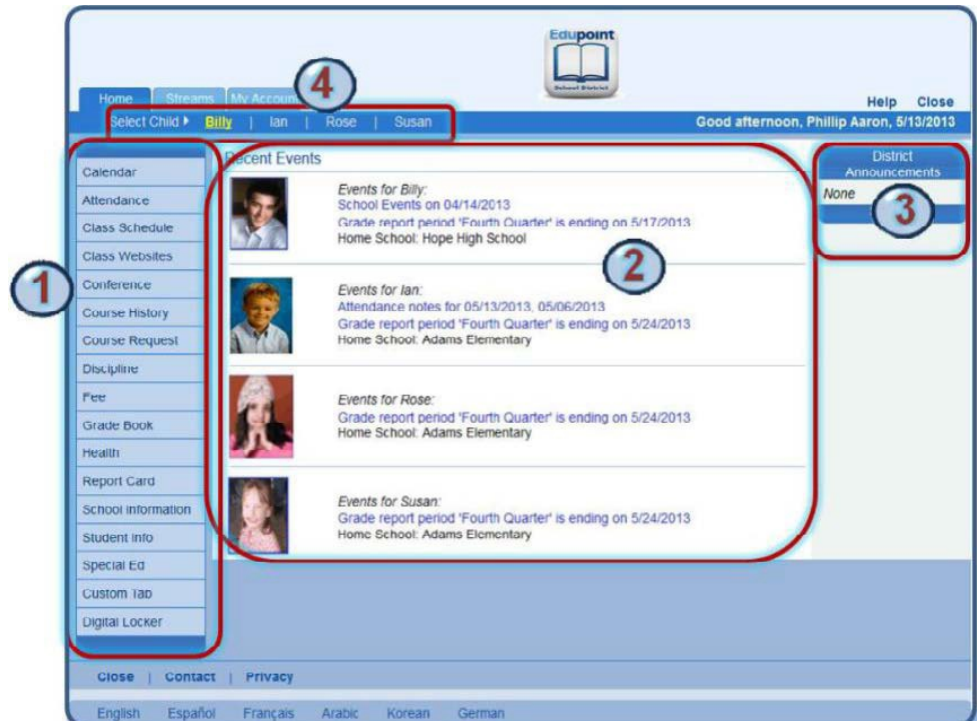 Edupoint
School District
4
Home Streams My Accoun
Help Close
Select Child Billy | Ian | Rose | Susan
Good afternoon, Phillip Aaron, 5/13/2013
1
Calendar
Attendance
Class Schedule
Class Websites
Conference
Course History
Course Request
Discipline
Fee
Grade Book
Health
Report Card
School Information
Student Info
Special Ed
Custom Tab
Digital Locker
Recent Events
2
Events for Billy:
School Events on 04/14/2013
Grade report period 'Fourth Quarter' is ending on 5/17/2013
Home School: Hope High School
Events for Ian:
Attendance notes for 05/13/2013, 05/06/2013
Grade report period 'Fourth Quarter' is ending on 5/24/2013
Home School: Adams Elementary
Events for Rose:
Grade report period 'Fourth Quarter' is ending on 5/24/2013
Home School: Adams Elementary
Events for Susan:
Grade report period 'Fourth Quarter' is ending on 5/24/2013
Home School: Adams Elementary
District
Announcements
None
3
Close | Contact | Privacy
English Español Français Arabic Korean German